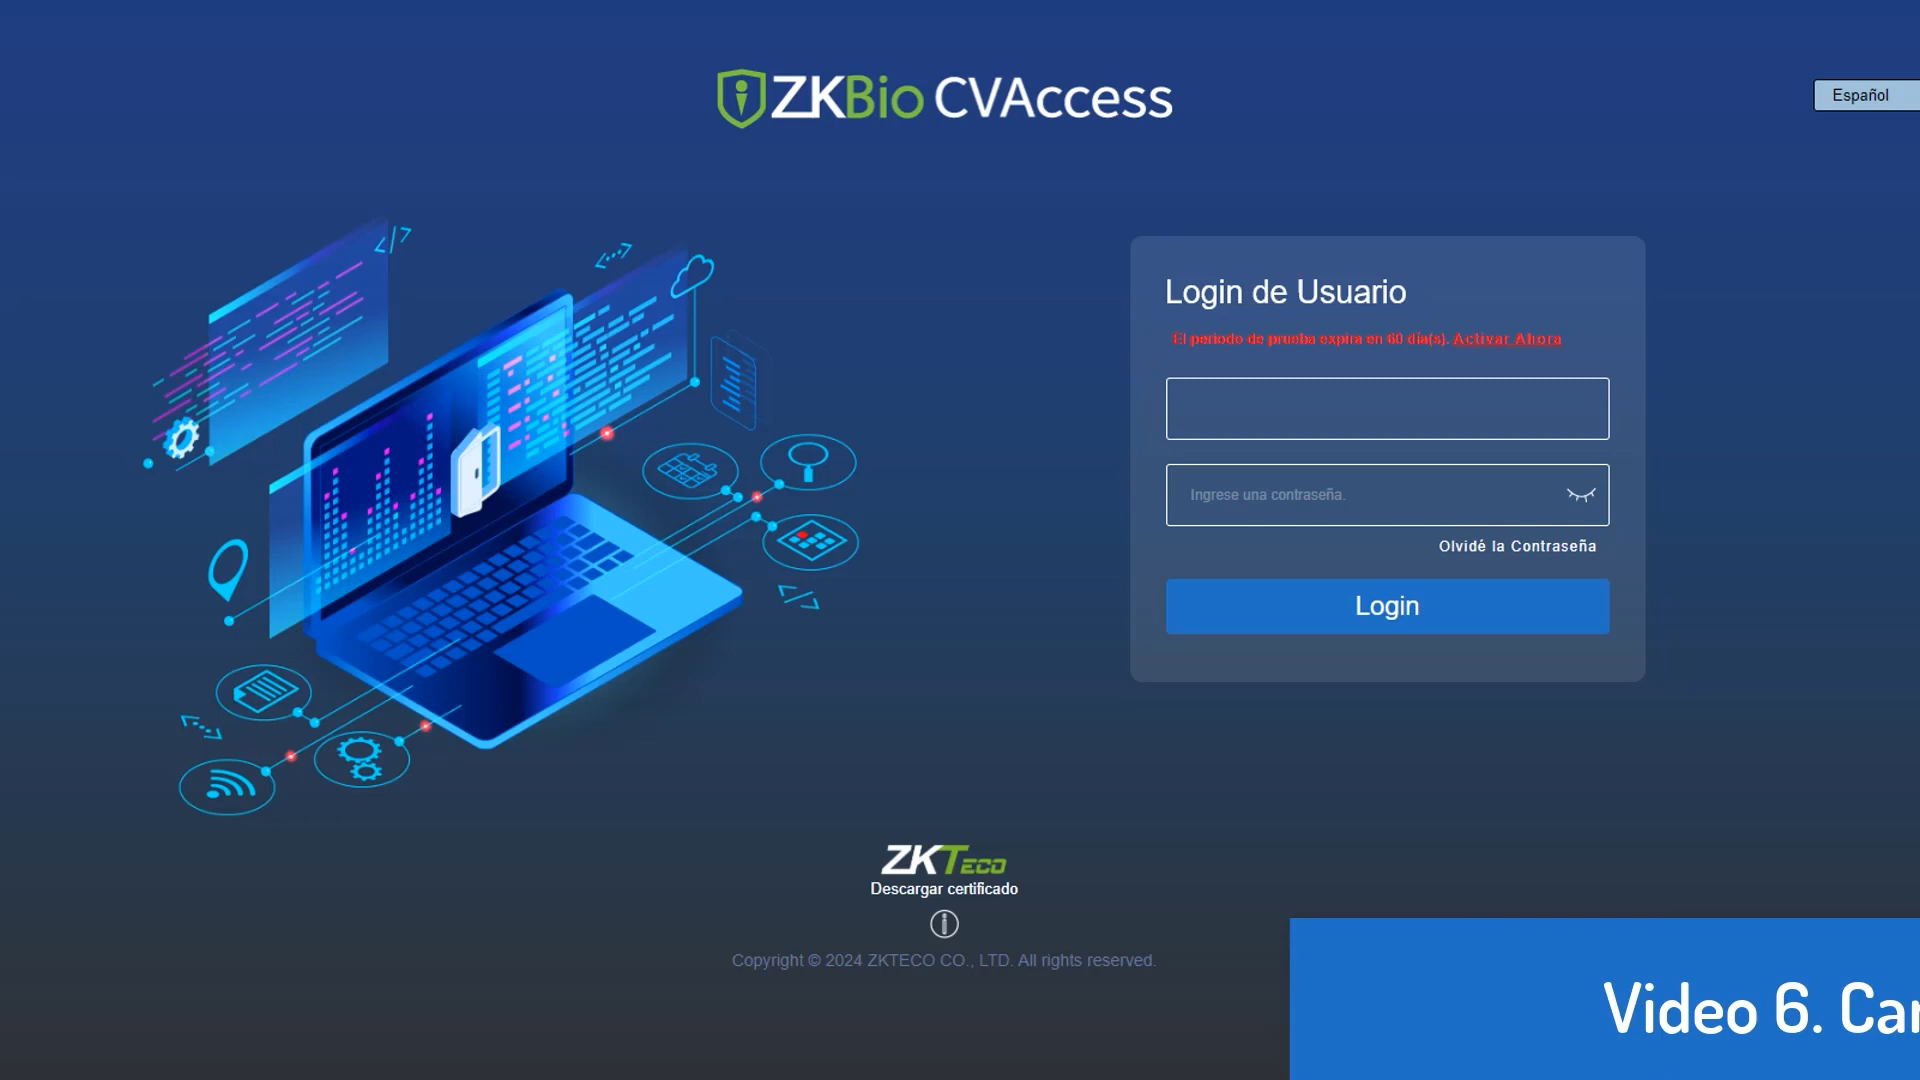 ZKBio CVAccess
Español
Login de Usuario
El periodo de prueba expira en 60 día(s). Activar Ahora
Ingrese una contraseña.
Olvidé la Contraseña
Login
ZKTECO
Descargar certificado
Copyright © 2024 ZKTECO CO., LTD. All rights reserved.
Video 6. Car